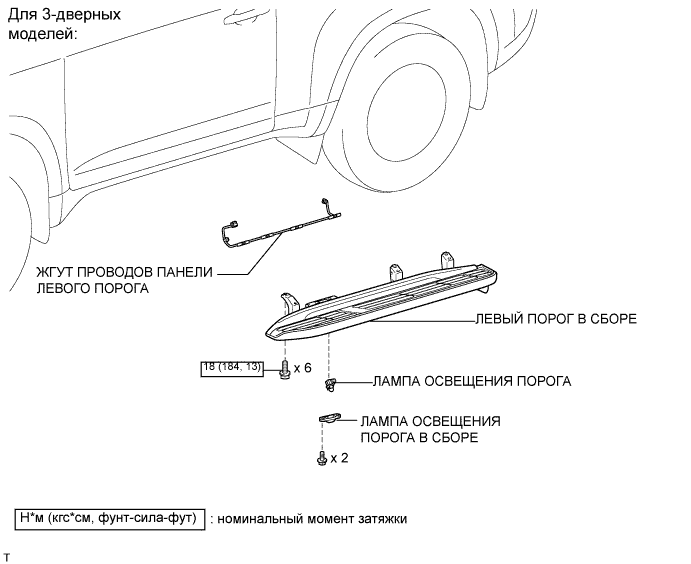 Для 3-дверных
моделей:
ЖГУТ ПРОВОДОВ ПАНЕЛИ
ЛЕВОГО ПОРОГА
ЛЕВЫЙ ПОРОГ В СБОРЕ
18 (184, 13)
x 6
ЛАМПА ОСВЕЩЕНИЯ ПОРОГА
ЛАМПА ОСВЕЩЕНИЯ
ПОРОГА В СБОРЕ
x 2
Н*м (кгс*см, фунт-сила-фут) : номинальный момент затяжки
T